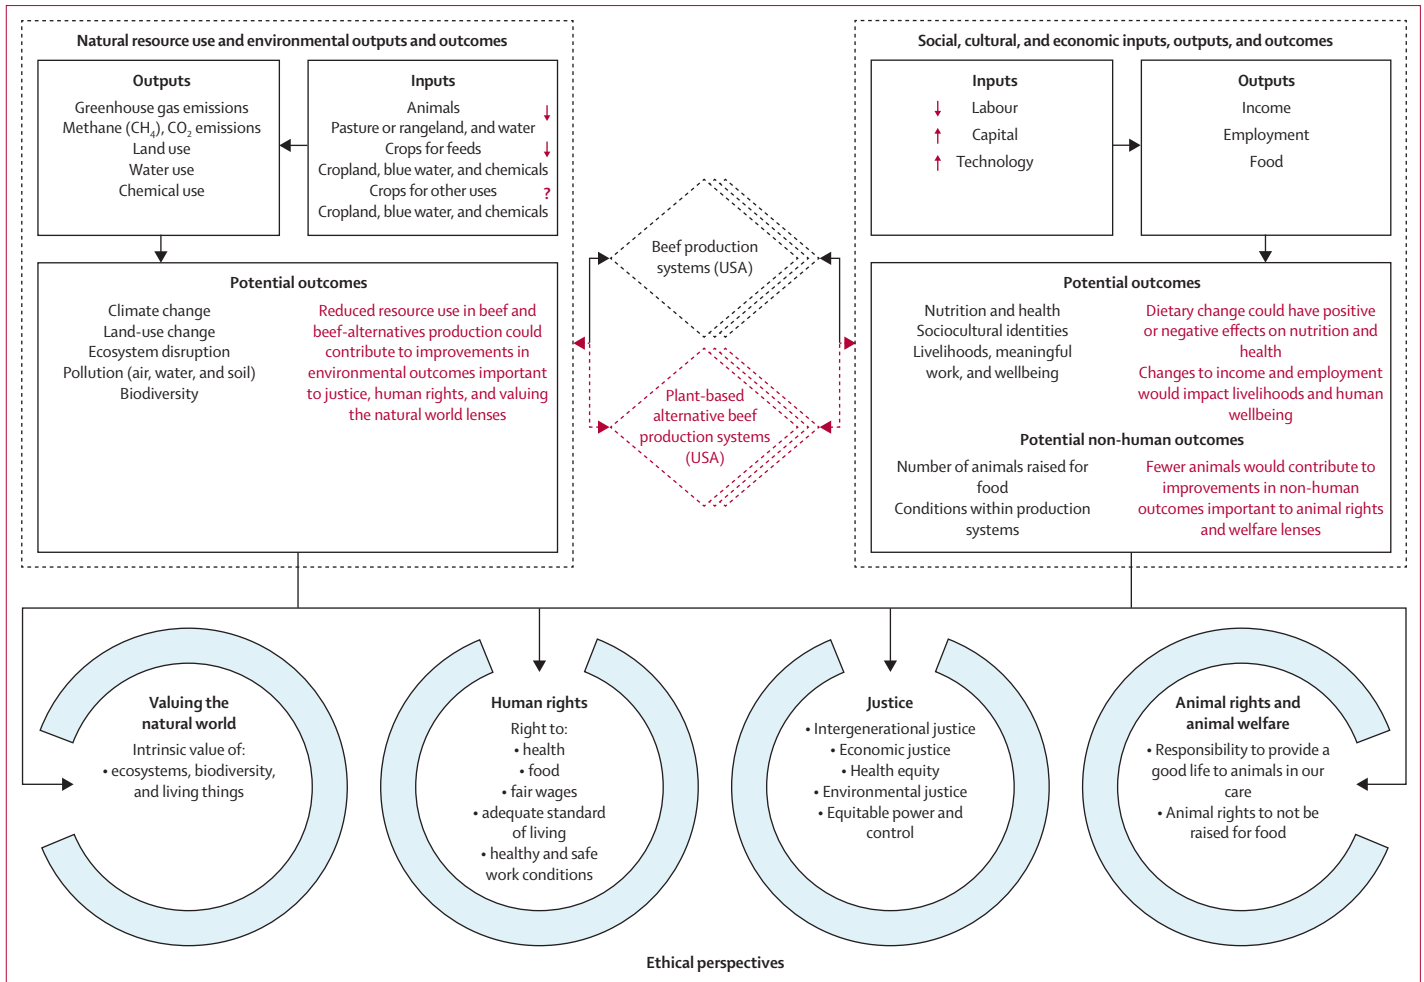 Natural resource use and environmental outputs and outcomes
Outputs
Greenhouse gas emissions
Methane (CH₄), CO₂ emissions
Land use
Water use
Chemical use
Inputs
Animals ↓
Pasture or rangeland, and water
Crops for feeds ↓
Cropland, blue water, and chemicals
Crops for other uses ?
Cropland, blue water, and chemicals
Potential outcomes
Climate change
Land-use change
Ecosystem disruption
Pollution (air, water, and soil)
Biodiversity
Reduced resource use in beef and
beef-alternatives production could
contribute to improvements in
environmental outcomes important
to justice, human rights, and valuing
the natural world lenses
Beef production
systems (USA)
Plant-based
alternative beef
production systems
(USA)
Social, cultural, and economic inputs, outputs, and outcomes
Inputs
↓ Labour
↑ Capital
↑ Technology
Outputs
Income
Employment
Food
Potential outcomes
Nutrition and health
Sociocultural identities
Livelihoods, meaningful
work, and wellbeing
Dietary change could have positive
or negative effects on nutrition and
health
Changes to income and employment
would impact livelihoods and human
wellbeing
Potential non-human outcomes
Number of animals raised for
food
Conditions within production
systems
Fewer animals would contribute to
improvements in non-human
outcomes important to animal rights
and welfare lenses
Valuing the
natural world
Intrinsic value of:
• ecosystems, biodiversity,
and living things
Human rights
Right to:
• health
• food
• fair wages
• adequate standard
of living
• healthy and safe
work conditions
Justice
• Intergenerational justice
• Economic justice
• Health equity
• Environmental justice
• Equitable power and
control
Animal rights and
animal welfare
• Responsibility to provide a
good life to animals in our
care
• Animal rights to not be
raised for food
Ethical perspectives